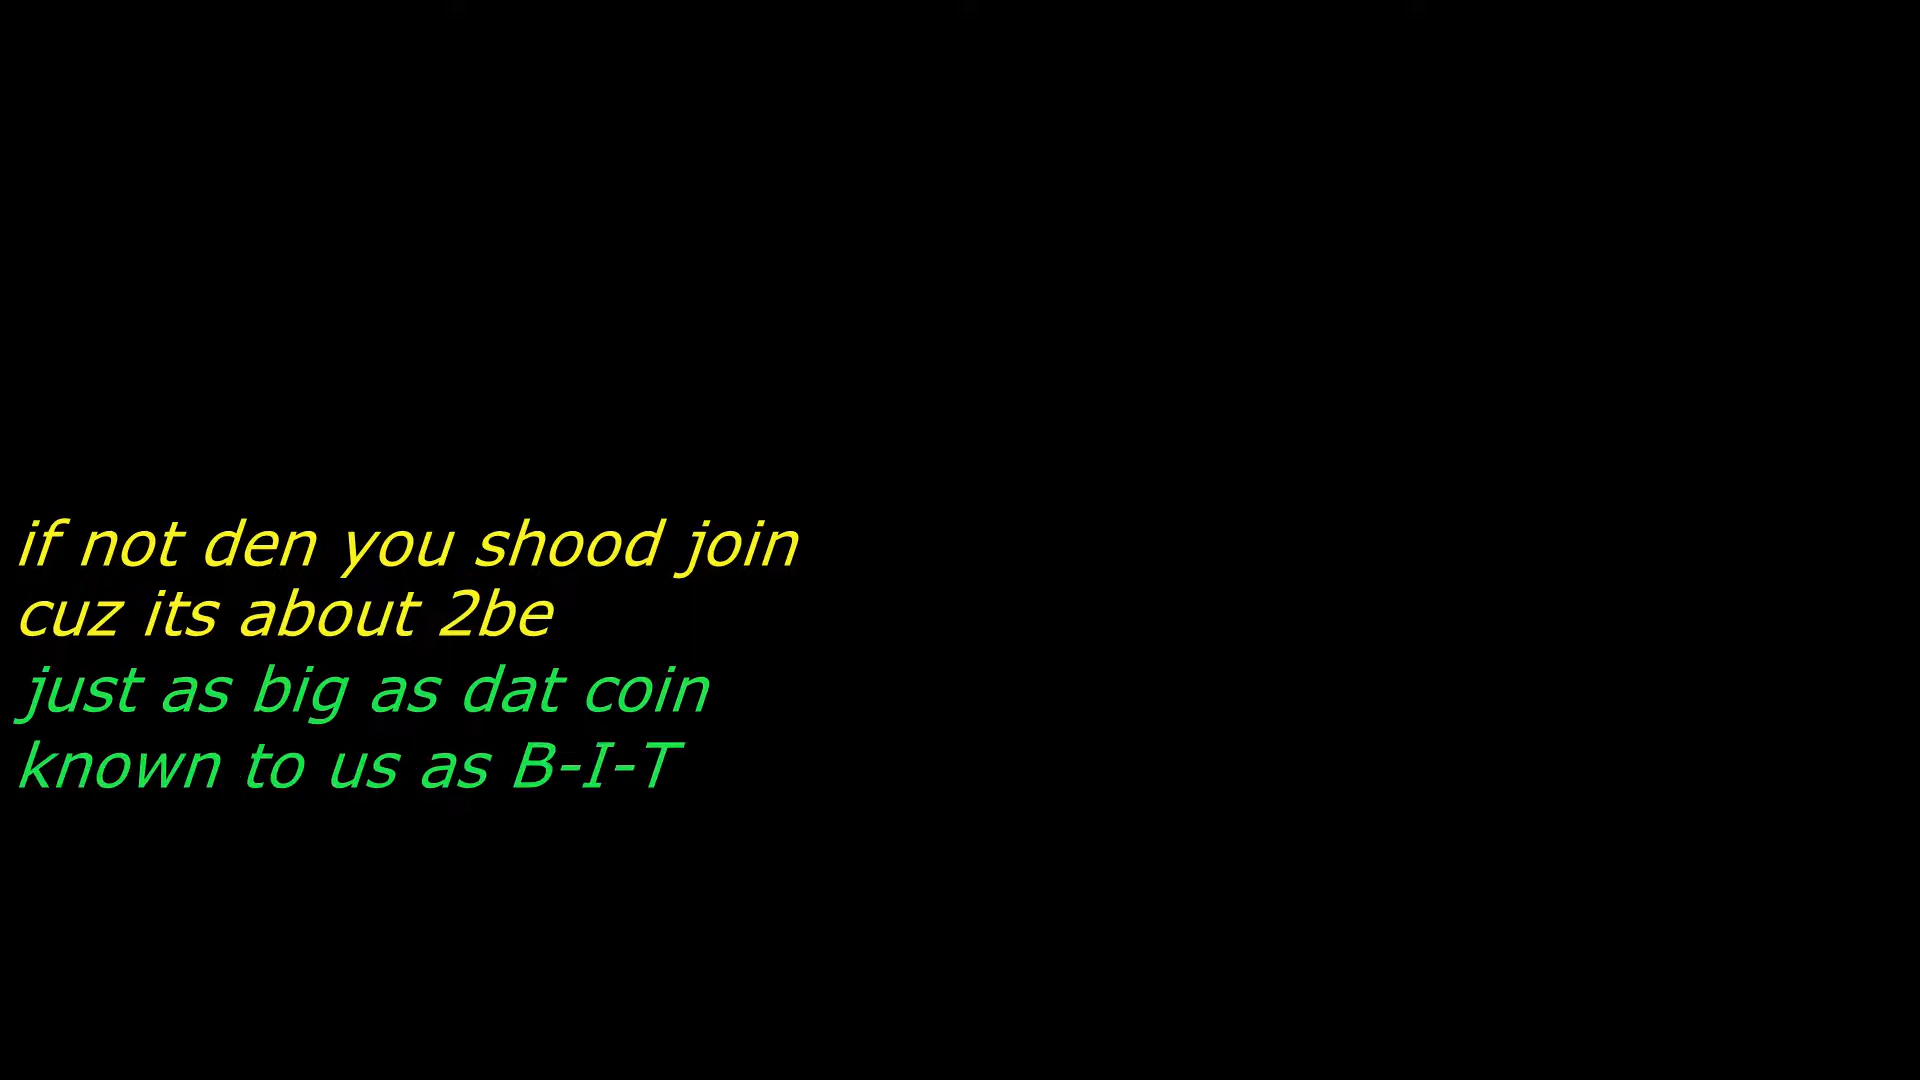 if not den you shood join
cuz its about 2be
just as big as dat coin
known to us as B-I-T